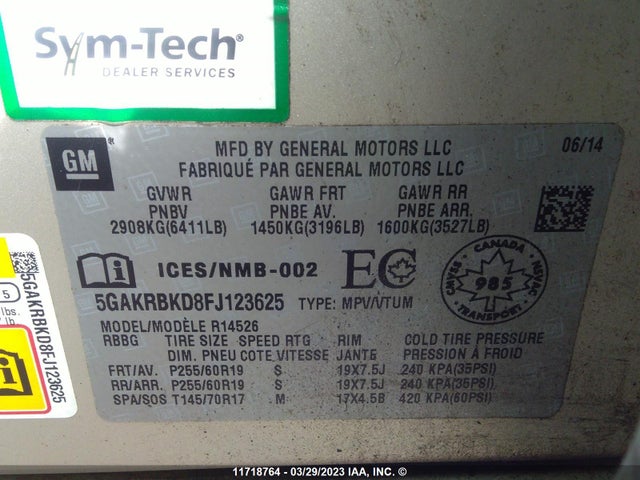 Sym-Tech
DEALER SERVICES
GM
MFD BY GENERAL MOTORS LLC
06/14
FABRIQUÉ PAR GENERAL MOTORS LLC
GVWR GAWR FRT GAWR RR
PNBV PNBE AV. PNBE ARR.
2908KG(6411LB) 1450KG(3196LB) 1600KG(3527LB)
ICES/NMB-002 EC
CANADA
985
NSVAC
5GAKRBKD8FJ123625 TYPE: MPV/VTUM
MODEL/MODÈLE R14526
RBBG TIRE SIZE SPEED RTG RIM COLD TIRE PRESSURE
DIM. PNEU COTE VITESSE JANTE PRESSION À FROID
FRT/AV. P255/60R19 S 19X7.5J 240 KPA(35PSI)
RR/ARR. P255/60R19 S 19X7.5J 240 KPA(35PSI)
SPA/SOS T145/70R17 M 17X4.5B 420 KPA(60PSI)
5
lbs.
lb.
5GAKRBKD8FJ123625
11718764 - 03/29/2023 IAA, INC. ©